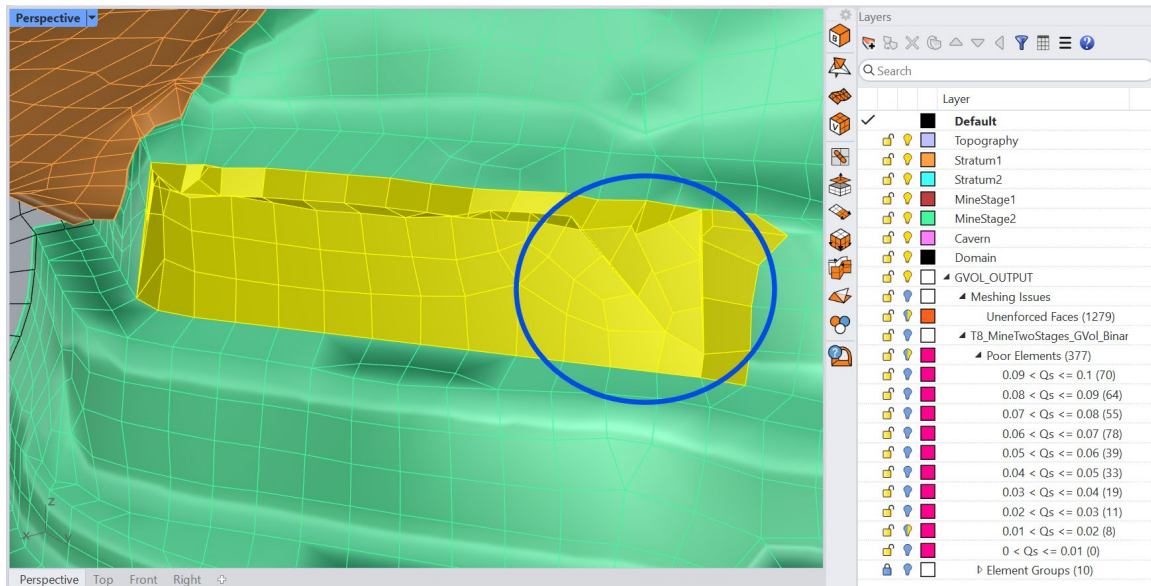 Perspective
Layers
Search
Layer
Default
Topography
Stratum1
Stratum2
MineStage1
MineStage2
Cavern
Domain
GVOL_OUTPUT
Meshing Issues
Unenforced Faces (1279)
T8_MineTwoStages_GVol_Binar
Poor Elements (377)
0.09 < Qs <= 0.1 (70)
0.08 < Qs <= 0.09 (64)
0.07 < Qs <= 0.08 (55)
0.06 < Qs <= 0.07 (78)
0.05 < Qs <= 0.06 (39)
0.04 < Qs <= 0.05 (33)
0.03 < Qs <= 0.04 (19)
0.02 < Qs <= 0.03 (11)
0.01 < Qs <= 0.02 (8)
0 < Qs <= 0.01 (0)
Element Groups (10)
z
x y
Perspective Top Front Right